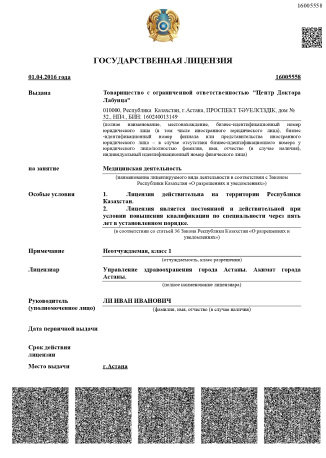 16005558
ГОСУДАРСТВЕННАЯ ЛИЦЕНЗИЯ
01.04.2016 года 16005558
Выдана Товарищество с ограниченной ответственностью "Центр Доктора
Лабунца"
010000, Республика Казахстан, г.Астана, ПРОСПЕКТ ТӘУЕЛСІЗДІК, дом №
32., НП4., БИН: 160240013149
(полное наименование, местонахождение, бизнес-идентификационный номер
юридического лица (в том числе иностранного юридического лица), бизнес
-идентификационный номер филиала или представительства иностранного
юридического лица – в случае отсутствия бизнес-идентификационного номера у
юридического лица/полностью фамилия, имя, отчество (в случае наличия),
индивидуальный идентификационный номер физического лица)
на занятие Медицинская деятельность
(наименование лицензируемого вида деятельности в соответствии с Законом
Республики Казахстан «О разрешениях и уведомлениях»)
Особые условия 1. Лицензия действительна на территории Республики
Казахстан.
2. Лицензия является постоянной и действительной при
условии повышения квалификации по специальности через пять
лет в установленном порядке.
(в соответствии со статьей 36 Закона Республики Казахстан «О разрешениях и
уведомлениях»)
Примечание Неотчуждаемая, класс 1
(отчуждаемость, класс разрешения)
Лицензиар Управление здравоохранения города Астаны. Акимат города
Астаны.
(полное наименование лицензиара)
Руководитель ЛИ ИВАН ИВАНОВИЧ
(уполномоченное лицо) (фамилия, имя, отчество (в случае наличия)
Дата первичной выдачи
Срок действия
лицензии
Место выдачи г.Астана